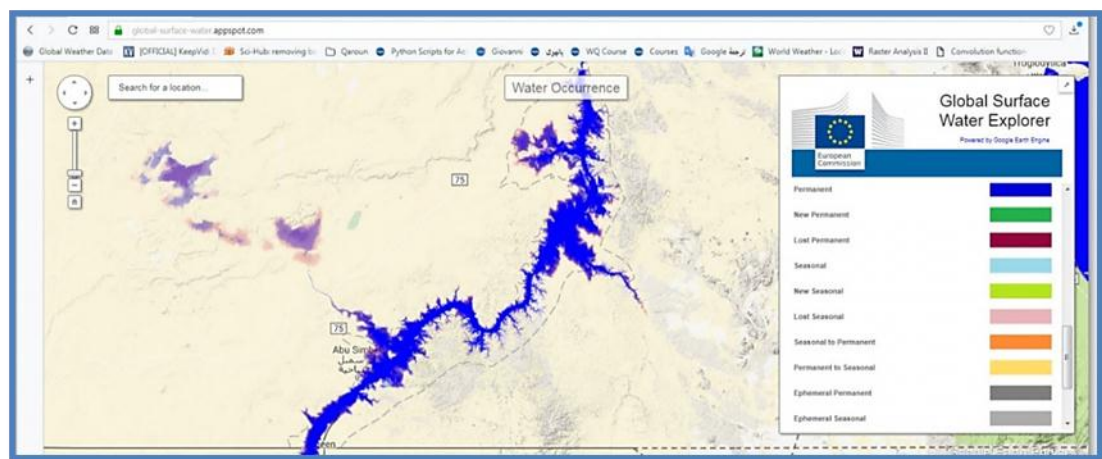 global-surface-water.appspot.com
Global Weather Data [OFFICIAL] KeepVid: Sci-Hub: removing b Qaroun Python Scripts for Ar Giovanni پانوراما WQ Course Courses Google ترجمة World Weather - Loc Raster Analysis II Convolution function
Search for a location...
Water Occurrence
75
75
Abu Simb
Global Surface
Water Explorer
Powered by Google Earth Engine
European
Commission
Permanent
New Permanent
Lost Permanent
Seasonal
New Seasonal
Lost Seasonal
Seasonal to Permanent
Permanent to Seasonal
Ephemeral Permanent
Ephemeral Seasonal